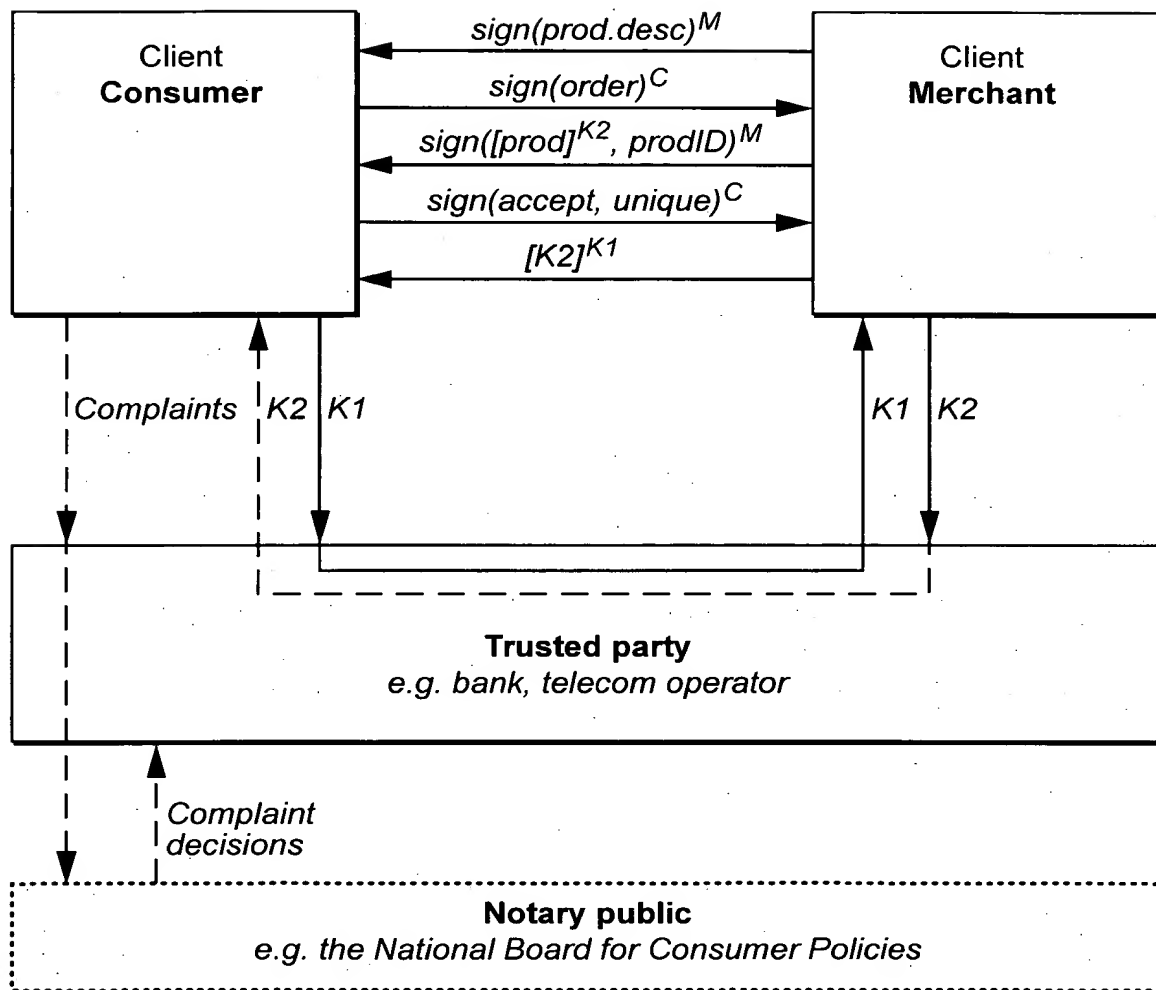 Client
Consumer
sign(prod.desc)^M
sign(order)^C
sign([prod]^K2, prodID)^M
sign(accept, unique)^C
[K2]^K1
Client
Merchant
Complaints
K2
K1
K1
K2
Trusted party
e.g. bank, telecom operator
Complaint
decisions
Notary public
e.g. the National Board for Consumer Policies